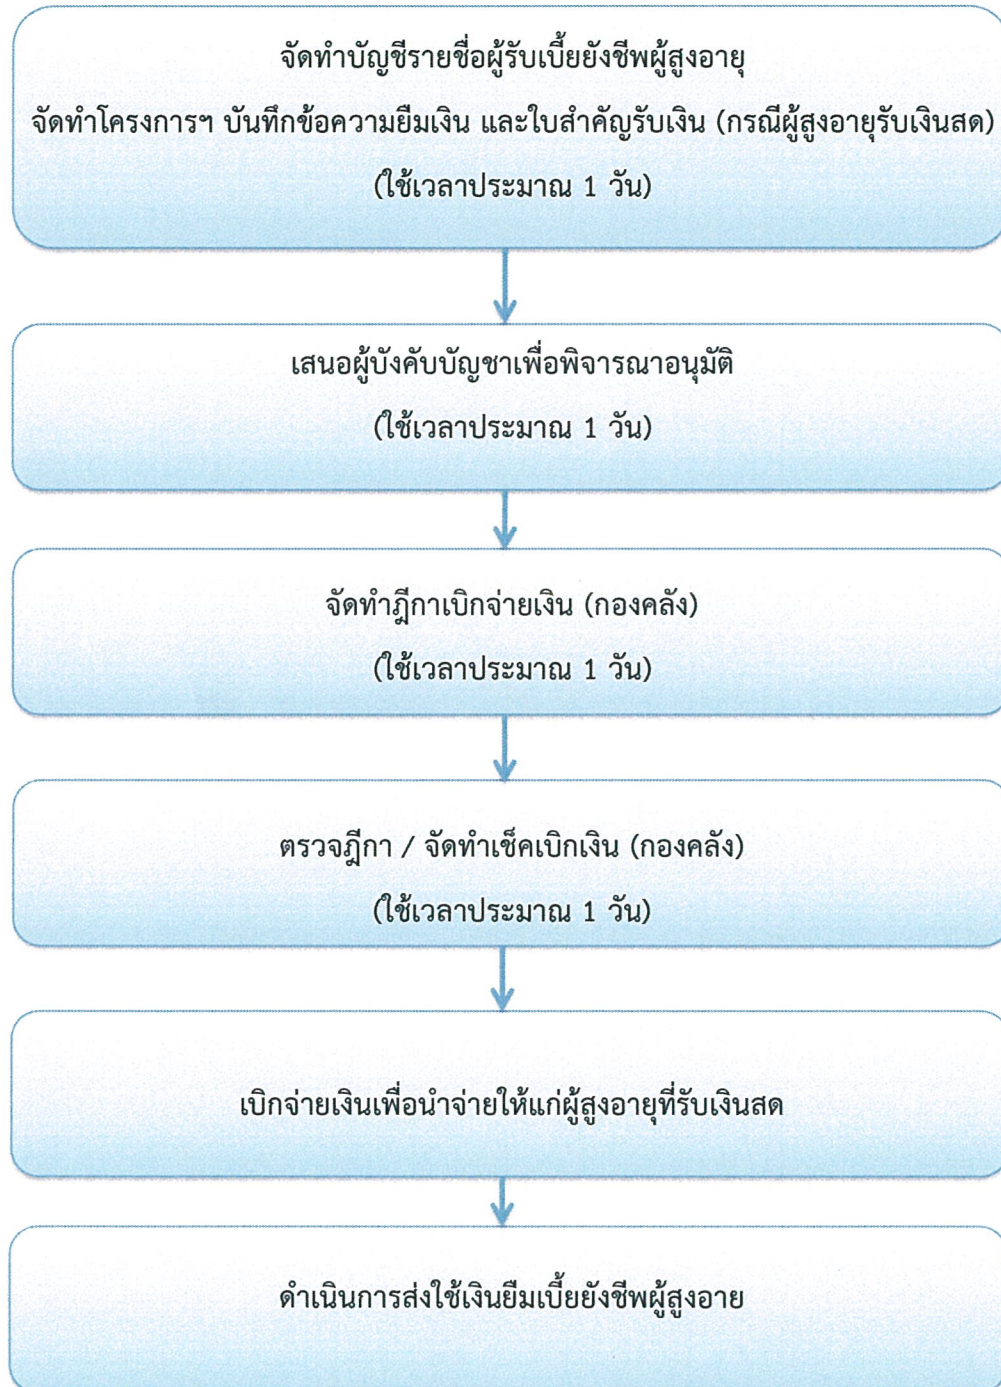 จัดทำบัญชีรายชื่อผู้รับเบี้ยยังชีพผู้สูงอายุ
จัดทำโครงการฯ บันทึกข้อความยืมเงิน และใบสำคัญรับเงิน (กรณีผู้สูงอายุรับเงินสด)
(ใช้เวลาประมาณ 1 วัน)
เสนอผู้บังคับบัญชาเพื่อพิจารณาอนุมัติ
(ใช้เวลาประมาณ 1 วัน)
จัดทำฎีกาเบิกจ่ายเงิน (กองคลัง)
(ใช้เวลาประมาณ 1 วัน)
ตรวจฎีกา / จัดทำเช็คเบิกเงิน (กองคลัง)
(ใช้เวลาประมาณ 1 วัน)
เบิกจ่ายเงินเพื่อนำจ่ายให้แก่ผู้สูงอายุที่รับเงินสด
ดำเนินการส่งใช้เงินยืมเบี้ยยังชีพผู้สูงอาย